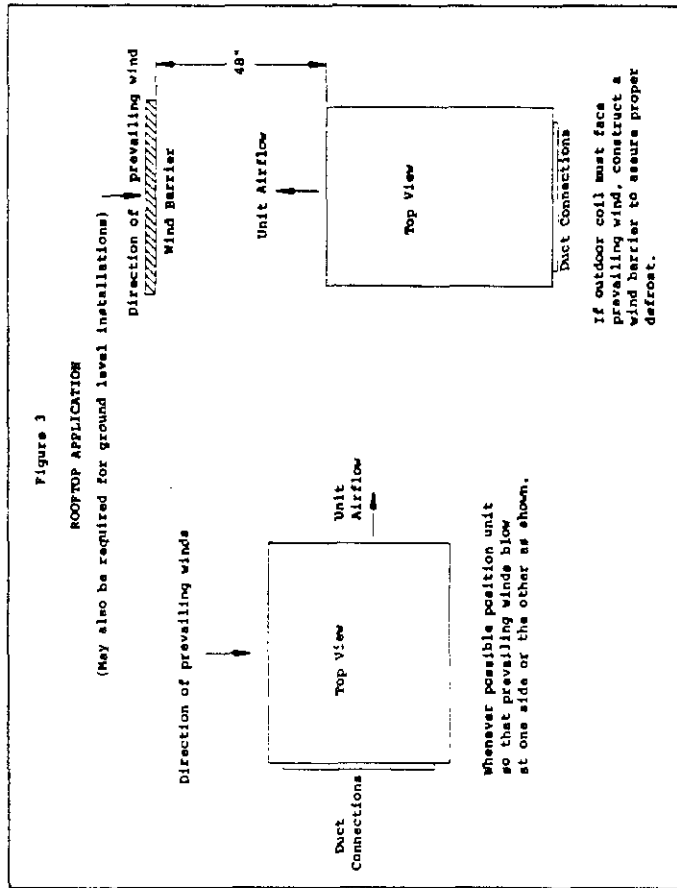 Figure 3
ROOFTOP APPLICATION
(May also be required for ground level installations)
Direction of prevailing winds
Duct
Connections
Top View
Unit
Airflow
Whenever possible position unit
so that prevailing winds blow
at one side or the other as shown.
Direction of prevailing wind
Wind Barrier
48"
Unit Airflow
Top View
Duct Connections
If outdoor coil must face
prevailing wind, construct a
wind barrier to assure proper
defrost.